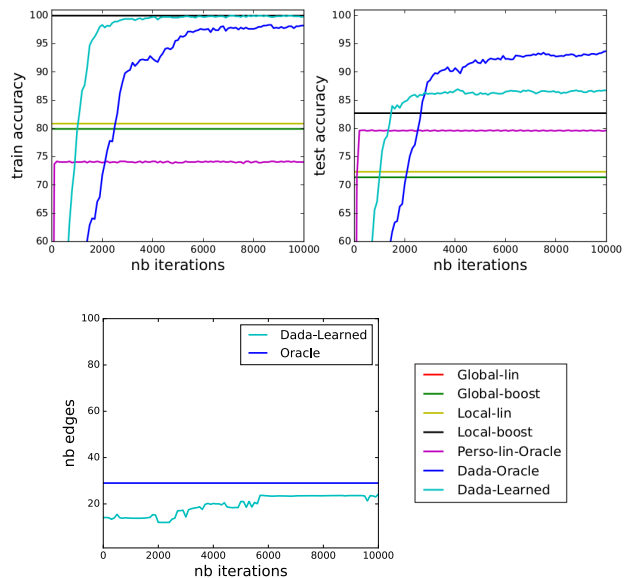 100
95
90
85
80
75
70
65
60
train accuracy
0 2000 4000 6000 8000 10000
nb iterations
100
95
90
85
80
75
70
65
60
test accuracy
0 2000 4000 6000 8000 10000
nb iterations
100
80
60
40
20
nb edges
Dada-Learned
Oracle
0 2000 4000 6000 8000 10000
nb iterations
Global-lin
Global-boost
Local-lin
Local-boost
Perso-lin-Oracle
Dada-Oracle
Dada-Learned